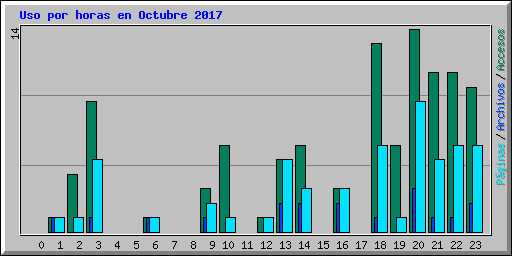 Uso por horas en Octubre 2017
14
Páginas / Archivos / Accesos
0 1 2 3 4 5 6 7 8 9 10 11 12 13 14 15 16 17 18 19 20 21 22 23